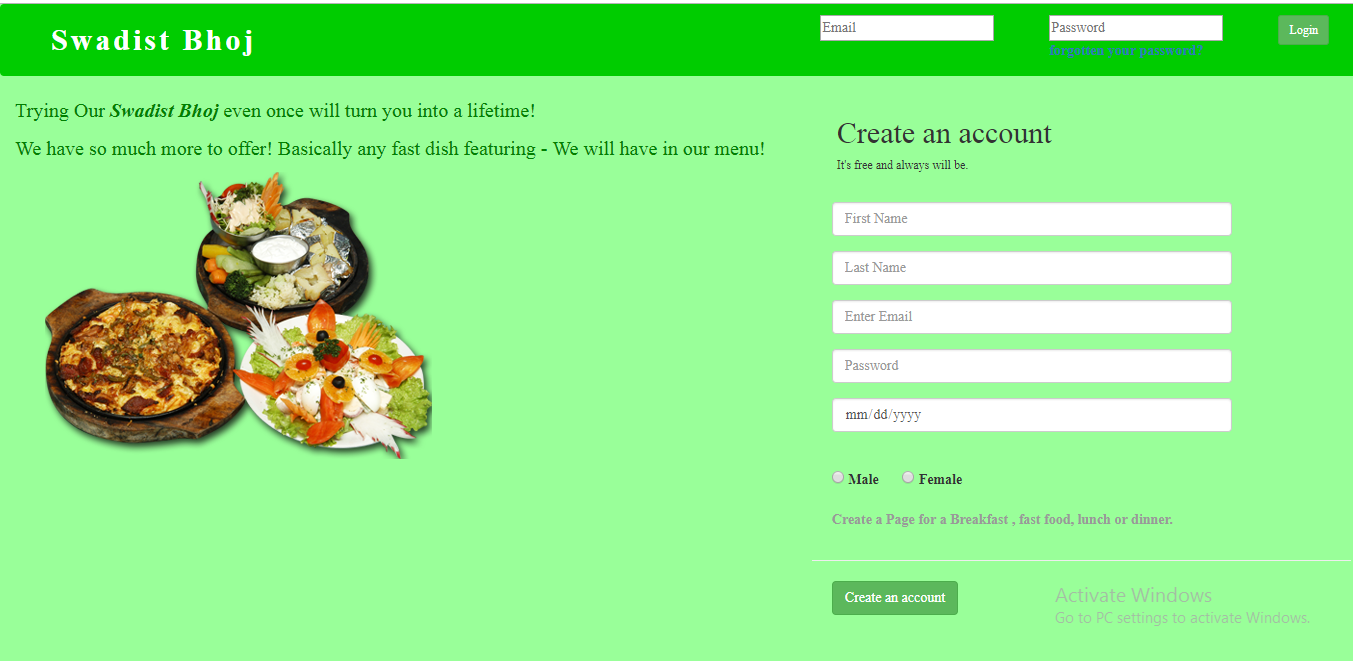 Swadist Bhoj
Email
Password
Login
forgotten your password?
Trying Our Swadist Bhoj even once will turn you into a lifetime!
We have so much more to offer! Basically any fast dish featuring - We will have in our menu!
Create an account
It's free and always will be.
First Name
Last Name
Enter Email
Password
mm/dd/yyyy
Male Female
Create a Page for a Breakfast , fast food, lunch or dinner.
Create an account
Activate Windows
Go to PC settings to activate Windows.